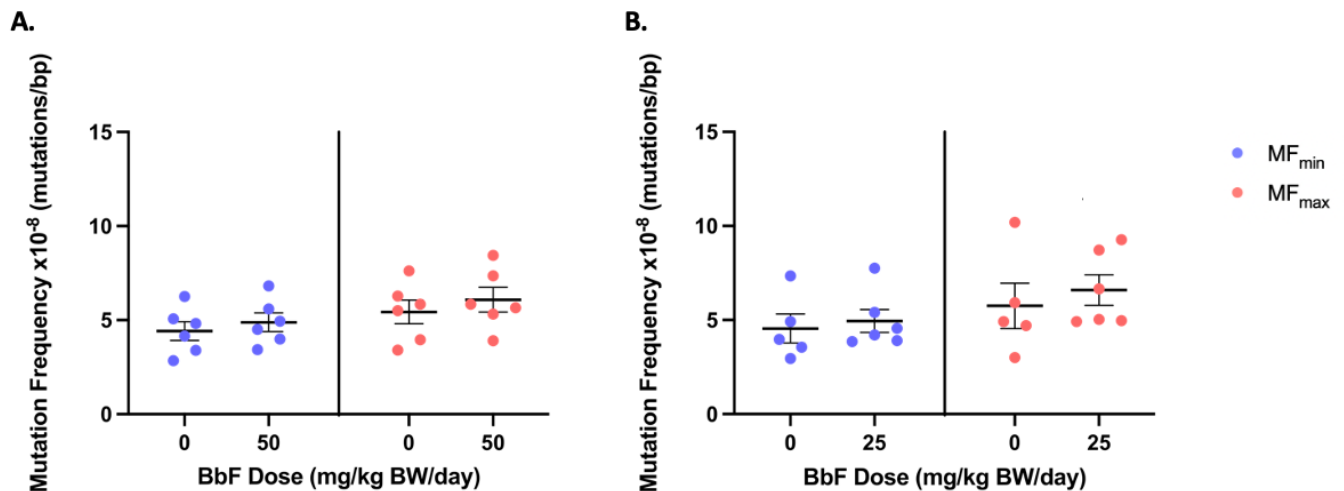 A.
Mutation Frequency x10⁻⁸ (mutations/bp)
15
10
5
0
0
50
0
50
BbF Dose (mg/kg BW/day)
B.
Mutation Frequency x10⁻⁸ (mutations/bp)
15
10
5
0
0
25
0
25
BbF Dose (mg/kg BW/day)
MFmin
MFmax